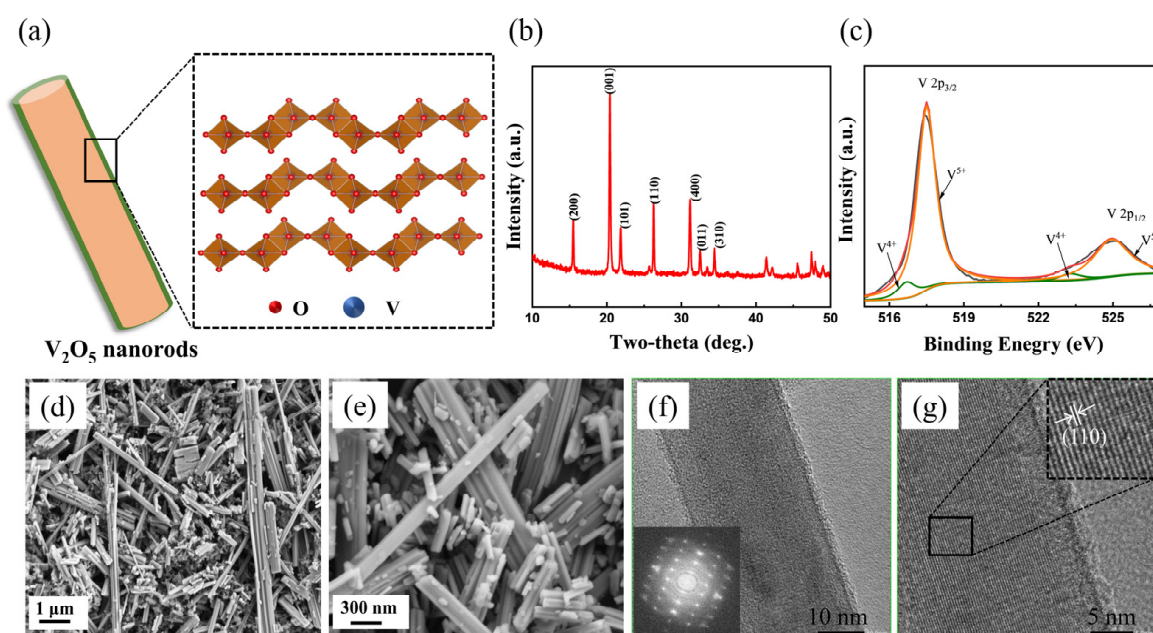 (a)
O
V
V₂O₅ nanorods
(b)
Intensity (a.u.)
(200)
(001)
(101)
(110)
(400)
(011)
(310)
10
20
30
40
50
Two-theta (deg.)
(c)
Intensity (a.u.)
V 2p₃/₂
V⁵⁺
V⁴⁺
V 2p₁/₂
V⁴⁺
V⁵
516
519
522
525
Binding Enegry (eV)
(d)
1 μm
(e)
300 nm
(f)
10 nm
(g)
(110)
5 nm